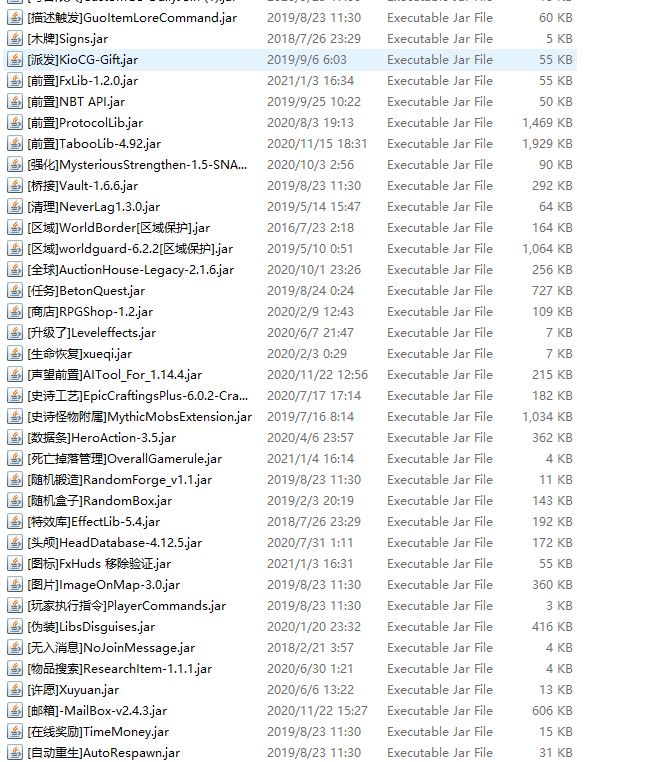 [描述触发]GuoItemLoreCommand.jar 2019/8/23 11:30 Executable Jar File 60 KB
[木牌]Signs.jar 2018/7/26 23:29 Executable Jar File 5 KB
[派发]KioCG-Gift.jar 2019/9/6 6:03 Executable Jar File 55 KB
[前置]FxLib-1.2.0.jar 2021/1/3 16:34 Executable Jar File 55 KB
[前置]NBT API.jar 2019/9/25 10:22 Executable Jar File 50 KB
[前置]ProtocolLib.jar 2020/8/3 19:13 Executable Jar File 1,469 KB
[前置]TabooLib-4.92.jar 2020/11/15 18:31 Executable Jar File 1,929 KB
[强化]MysteriousStrengthen-1.5-SNA... 2020/10/3 2:56 Executable Jar File 90 KB
[桥接]Vault-1.6.6.jar 2019/8/23 11:30 Executable Jar File 292 KB
[清理]NeverLag1.3.0.jar 2019/5/14 15:47 Executable Jar File 64 KB
[区域]WorldBorder[区域保护].jar 2016/7/23 2:18 Executable Jar File 164 KB
[区域]worldguard-6.2.2[区域保护].jar 2019/5/10 0:51 Executable Jar File 1,064 KB
[全球]AuctionHouse-Legacy-2.1.6.jar 2020/10/1 23:26 Executable Jar File 256 KB
[任务]BetonQuest.jar 2019/8/24 0:24 Executable Jar File 727 KB
[商店]RPGShop-1.2.jar 2020/2/9 12:43 Executable Jar File 109 KB
[升级了]Leveleffects.jar 2020/6/7 21:47 Executable Jar File 7 KB
[生命恢复]xueqi.jar 2020/2/3 0:29 Executable Jar File 7 KB
[声望前置]AITool_For_1.14.4.jar 2020/11/22 12:56 Executable Jar File 215 KB
[史诗工艺]EpicCraftingsPlus-6.0.2-Cra... 2020/7/17 17:14 Executable Jar File 182 KB
[史诗怪物附属]MythicMobsExtension.jar 2019/7/16 8:14 Executable Jar File 1,034 KB
[数据条]HeroAction-3.5.jar 2020/4/6 23:57 Executable Jar File 362 KB
[死亡掉落管理]OverallGamerule.jar 2021/1/4 16:14 Executable Jar File 4 KB
[随机锻造]RandomForge_v1.1.jar 2019/8/23 11:30 Executable Jar File 11 KB
[随机盒子]RandomBox.jar 2019/2/3 20:19 Executable Jar File 143 KB
[特效库]EffectLib-5.4.jar 2018/7/26 23:29 Executable Jar File 192 KB
[头颅]HeadDatabase-4.12.5.jar 2020/7/31 1:11 Executable Jar File 172 KB
[图标]FxHuds 移除验证.jar 2021/1/3 16:31 Executable Jar File 55 KB
[图片]ImageOnMap-3.0.jar 2019/8/23 11:30 Executable Jar File 360 KB
[玩家执行指令]PlayerCommands.jar 2019/8/23 11:30 Executable Jar File 3 KB
[伪装]LibsDisguises.jar 2020/1/20 23:32 Executable Jar File 416 KB
[无入消息]NoJoinMessage.jar 2018/2/21 3:57 Executable Jar File 4 KB
[物品搜索]ResearchItem-1.1.1.jar 2020/6/30 1:21 Executable Jar File 4 KB
[许愿]Xuyuan.jar 2020/6/6 13:22 Executable Jar File 13 KB
[邮箱]-MailBox-v2.4.3.jar 2020/11/22 15:27 Executable Jar File 606 KB
[在线奖励]TimeMoney.jar 2019/8/23 11:30 Executable Jar File 15 KB
[自动重生]AutoRespawn.jar 2019/8/23 11:30 Executable Jar File 31 KB